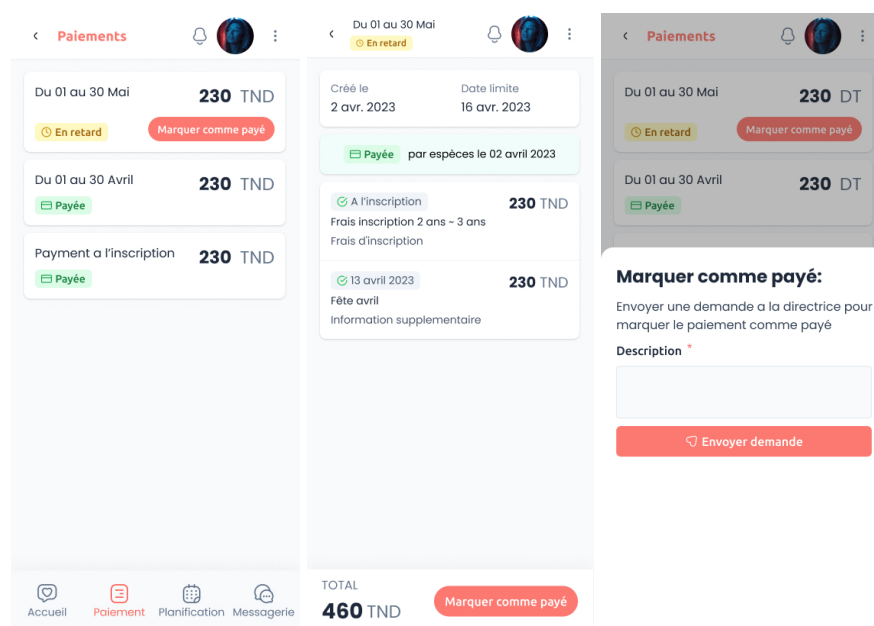 Paiements
Du 01 au 30 Mai
230 TND
En retard
Marquer comme payé
Du 01 au 30 Avril
230 TND
Payée
Payment a l'inscription
230 TND
Payée
Accueil
Paiement
Planification
Messagerie
Du 01 au 30 Mai
En retard
Créé le
Date limite
2 avr. 2023
16 avr. 2023
Payée par espèces le 02 avril 2023
A l'inscription
230 TND
Frais inscription 2 ans ~ 3 ans
Frais d'inscription
13 avril 2023
230 TND
Fête avril
Information supplementaire
TOTAL
460 TND
Marquer comme payé
Paiements
Du 01 au 30 Mai
230 DT
En retard
Marquer comme payé
Du 01 au 30 Avril
230 DT
Payée
Marquer comme payé:
Envoyer une demande a la directrice pour
marquer le paiement comme payé
Description *
Envoyer demande